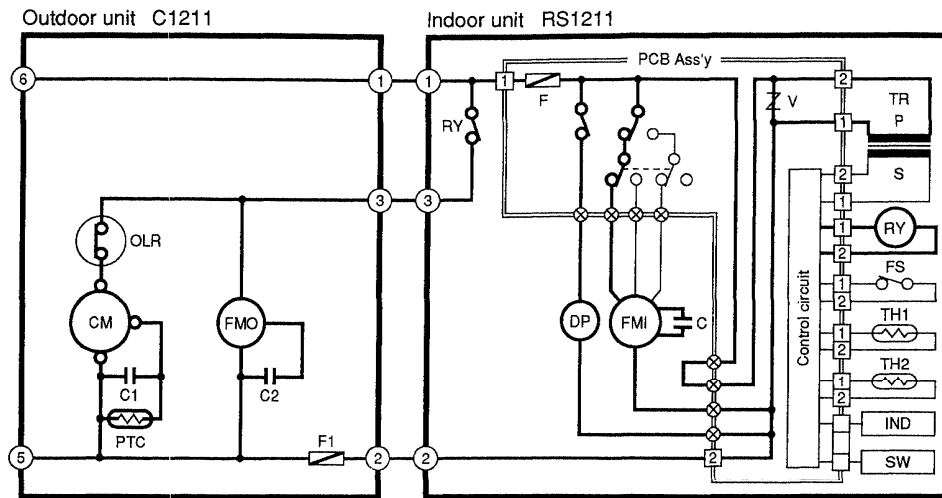 Outdoor unit C1211
Indoor unit RS1211
PCB Ass'y
6
1
1
1
F
2
Z V
TR
P
RY
1
2
S
1
3
3
1
RY
2
OLR
FS
1
2
CM
FMO
DP
FMI
C
Control circuit
TH1
1
2
TH2
C1
C2
1
2
PTC
IND
F1
5
2
2
2
SW